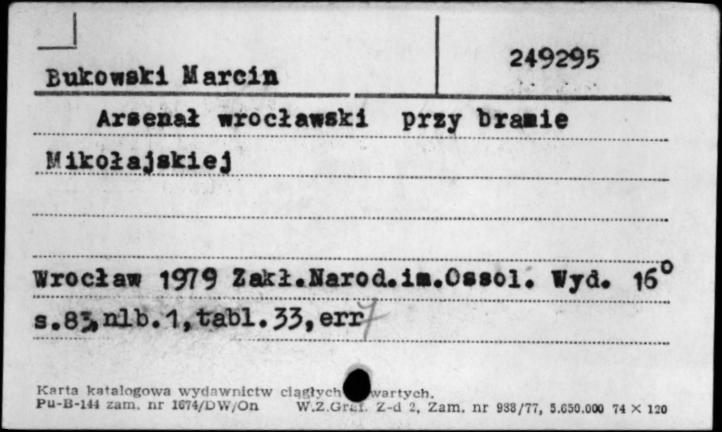 249295
Bukowski Marcin
Arsenał wrocławski przy bramie
Mikołajskiej
Wrocław 1979 Zakł.Narod.im.Ossol. Wyd. 16°
s.83,nlb.1,tabl.33,err
Karta katalogowa wydawnictw ciągłych
Pu-B-144 zam. nr 1674/DW/On W.Z.Graf. Z-d 2, Zam. nr 988/77, 5.650.000 74 × 120